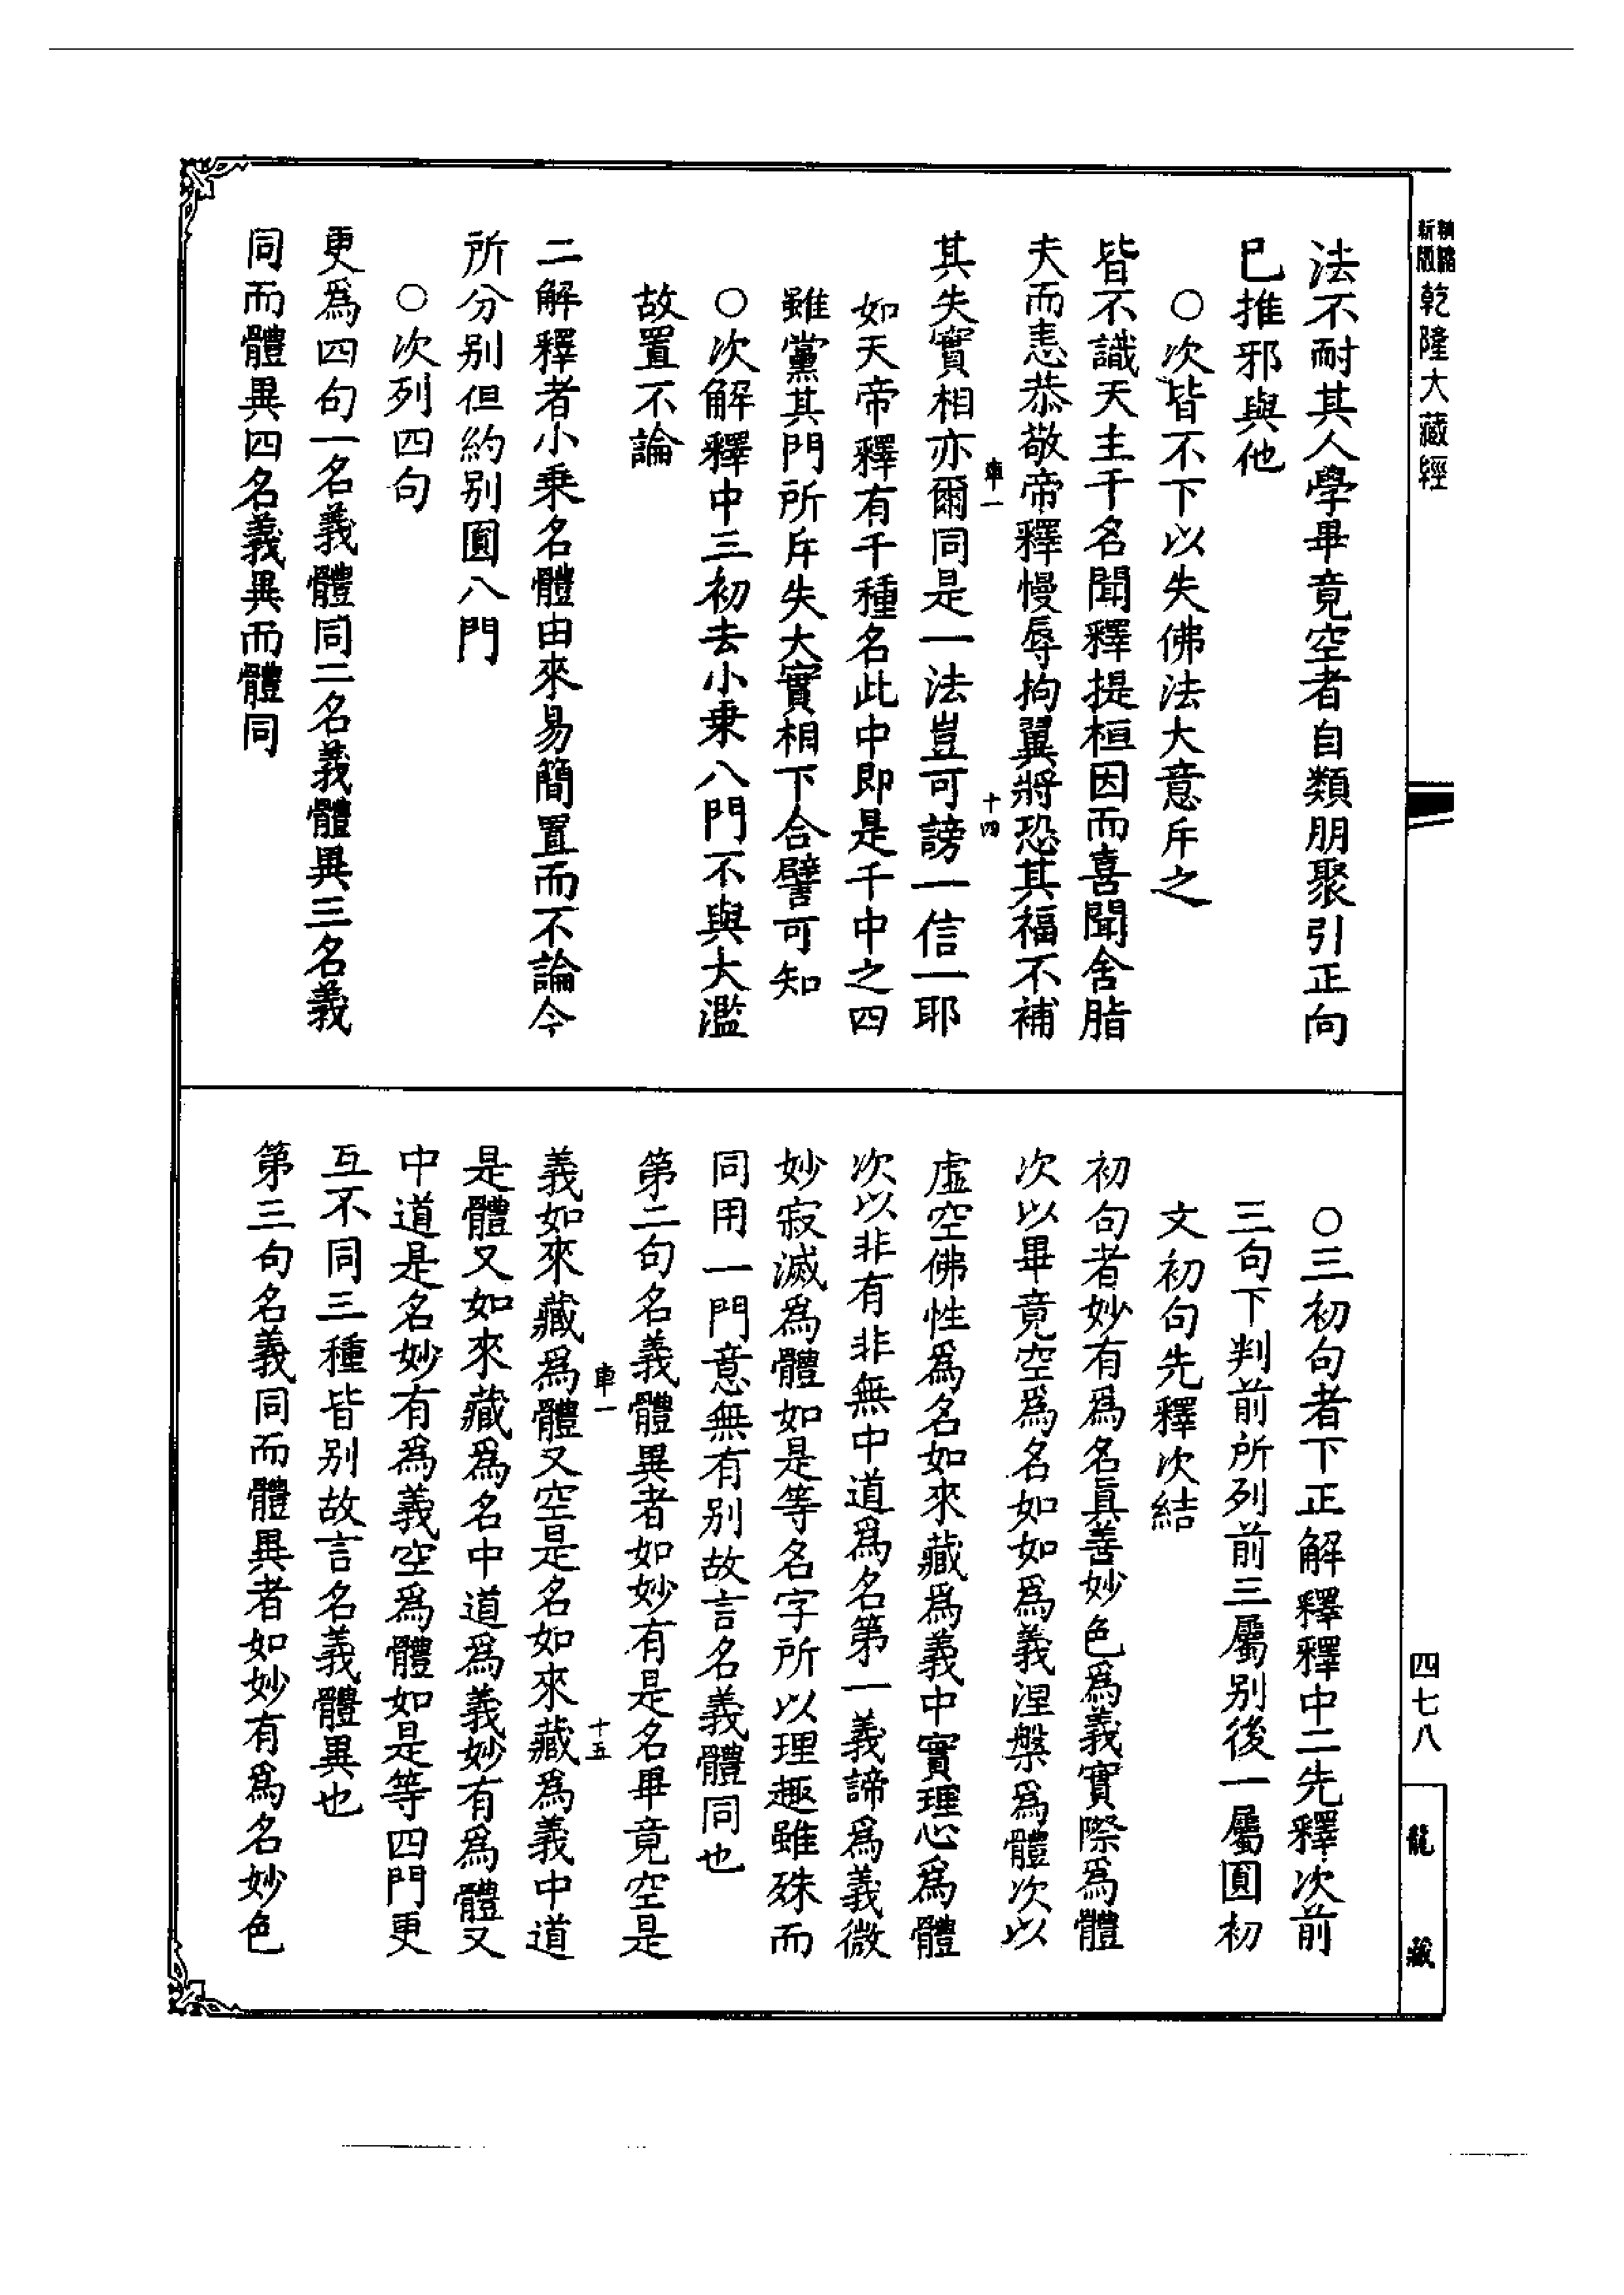 精縮
新版
乾隆大藏經
法不耐其人學畢竟空者自類朋聚引正向
巳推邪與他
○次皆不下以失佛法大意斥之
皆不識天主千名聞釋提桓因而喜聞舍脂
夫而恚恭敬帝釋慢辱拘翼將恐其福不補
車一
十四
其失實相亦爾同是一法豈可謗一信一耶
如天帝釋有千種名此中即是千中之四
雖黨其門所斥失大實相下合譬可知
○次解釋中三初去小乘八門不與大濫
故置不論
二解釋者小乘名體由來易簡置而不論今
所分别但約别圓八門
○次列四句
更爲四句一名義體同二名義體異三名義
同而體異四名義異而體同
○三初句者下正解釋釋中二先釋次前
三句下判前所列前三屬别後一屬圓初
文初句先釋次結
初句者妙有爲名眞善妙色爲義實際爲體
次以畢竟空爲名如如爲義涅槃爲體次以
虛空佛性爲名如來藏爲義中實理心爲體
次以非有非無中道爲名第一義諦爲義微
妙寂滅爲體如是等名字所以理趣雖殊而
同用一門意無有别故言名義體同也
第二句名義體異者如妙有是名畢竟空是
車一
十五
義如來藏爲體又空是名如來藏爲義中道
是體又如來藏爲名中道爲義妙有爲體又
中道是名妙有爲義空爲體如是等四門更
互不同三種皆别故言名義體異也
第三句名義同而體異者如妙有爲名妙色
四七八
龍藏